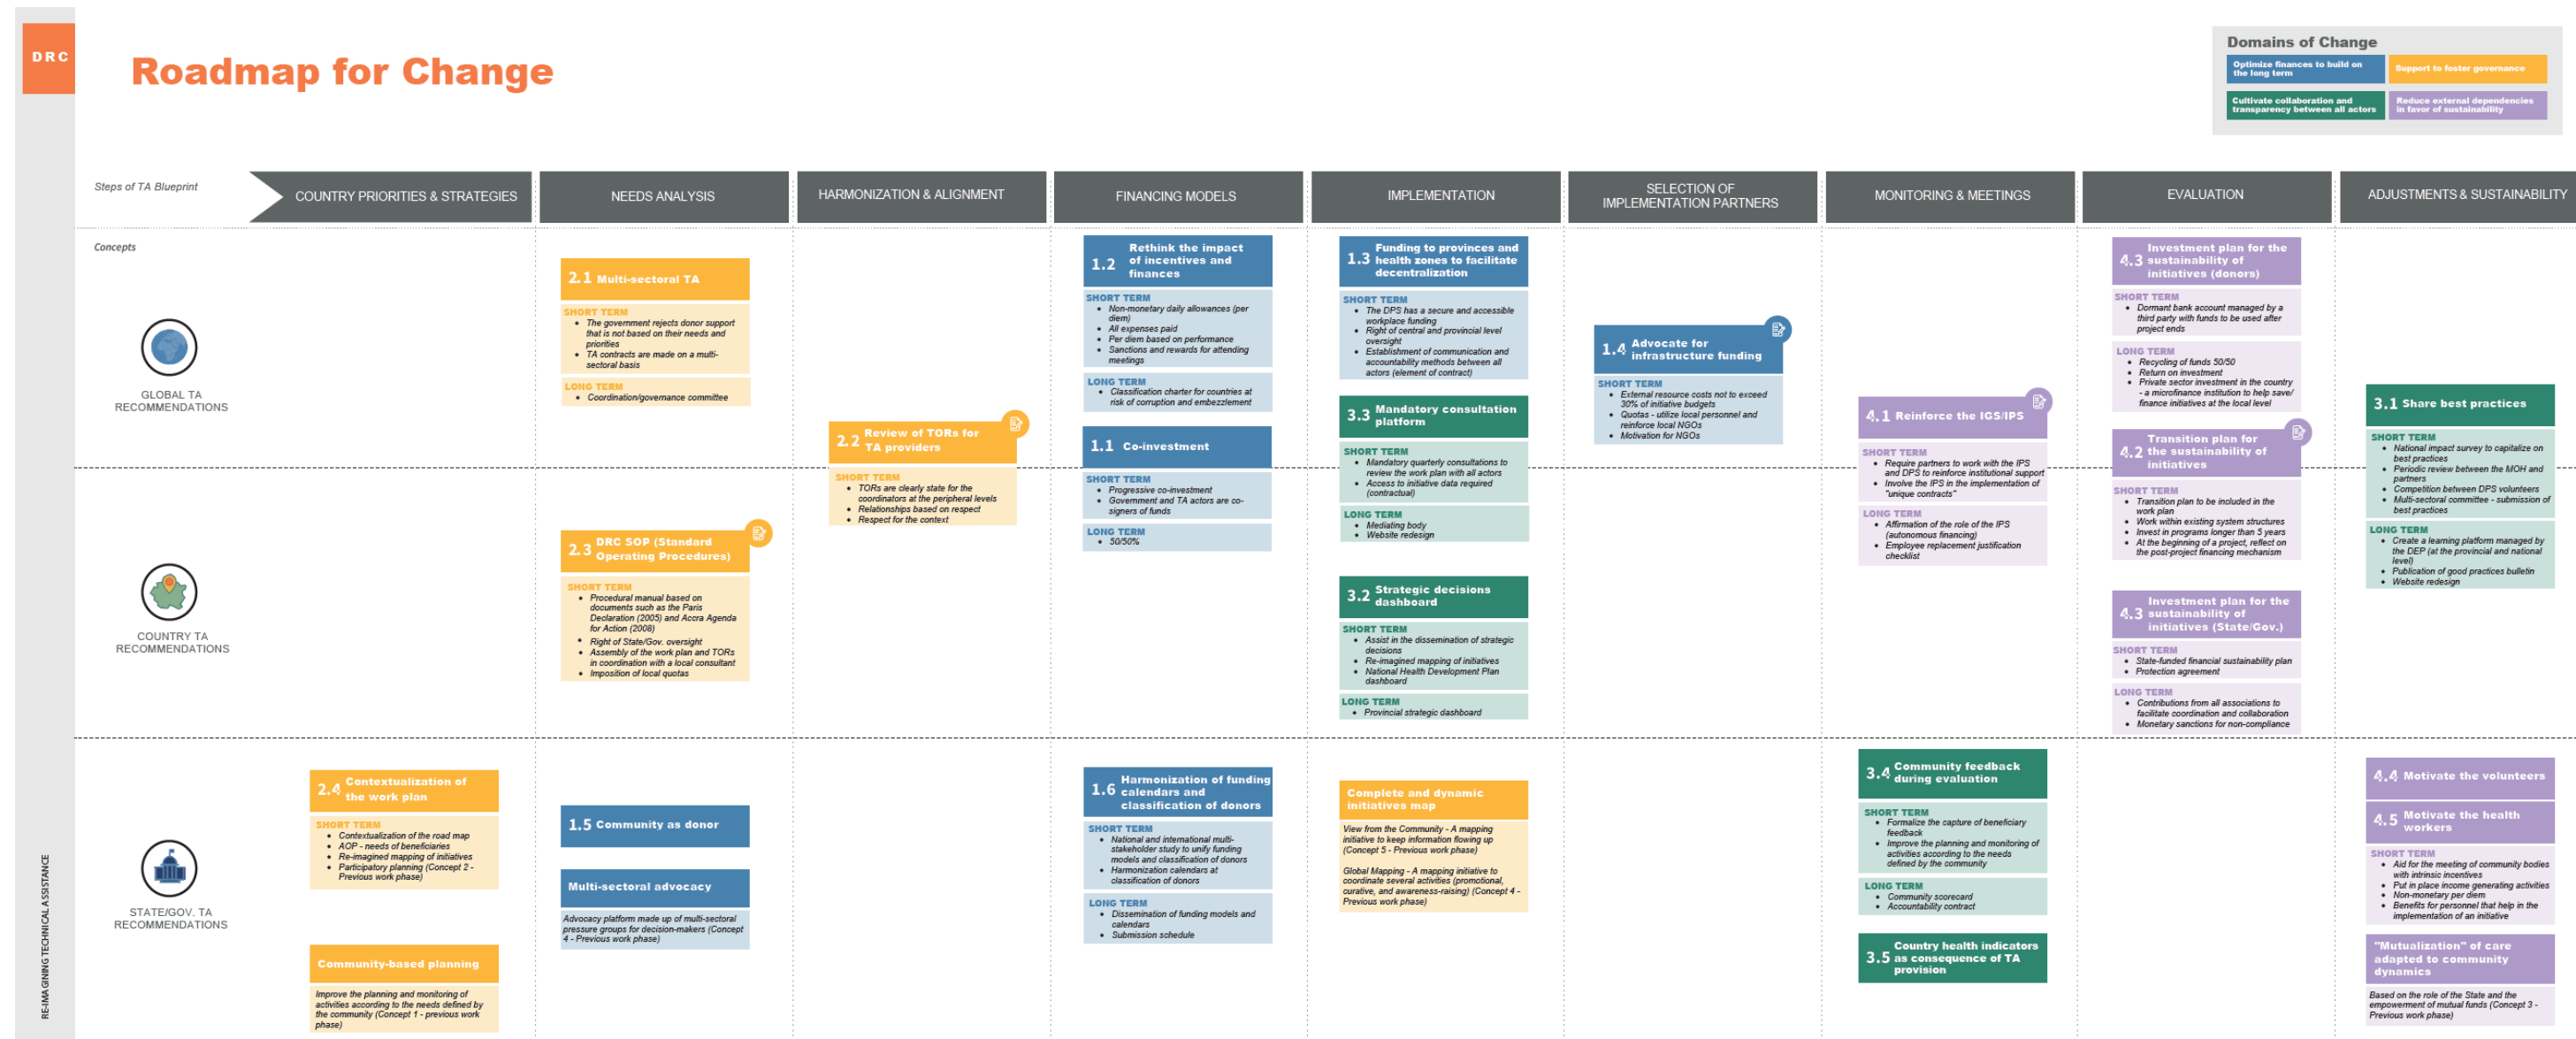 DRC
Roadmap for Change
Domains of Change
Optimize finances to build on
the long term
Support to foster governance
Cultivate collaboration and
transparency between all actors
Reduce external dependencies
in favor of sustainability
Steps of TA Blueprint
COUNTRY PRIORITIES & STRATEGIES
NEEDS ANALYSIS
HARMONIZATION & ALIGNMENT
FINANCING MODELS
IMPLEMENTATION
SELECTION OF
IMPLEMENTATION PARTNERS
MONITORING & MEETINGS
EVALUATION
ADJUSTMENTS & SUSTAINABILITY
Concepts
GLOBAL TA
RECOMMENDATIONS
COUNTRY TA
RECOMMENDATIONS
STATE/GOV. TA
RECOMMENDATIONS
RE-IMAGINING TECHNICAL ASSISTANCE
2.4 Contextualization of
the work plan
SHORT TERM
• Contextualization of the road map
• AOP - needs of beneficiaries
• Re-imagined mapping of initiatives
• Participatory planning (Concept 2 -
Previous work phase)
Community-based planning
Improve the planning and monitoring of
activities according to the needs defined by
the community (Concept 1 - previous work
phase)
2.1 Multi-sectoral TA
SHORT TERM
• The government rejects donor support
that is not based on their needs and
priorities
• TA contracts are made on a multi-
sectoral basis
LONG TERM
• Coordination/governance committee
2.3 DRC SOP (Standard
Operating Procedures)
SHORT TERM
• Procedural manual based on
documents such as the Paris
Declaration (2005) and Accra Agenda
for Action (2008)
• Right of State/Gov. oversight
• Assembly of the work plan and TORs
in coordination with a local consultant
• Imposition of local quotas
1.5 Community as donor
Multi-sectoral advocacy
Advocacy platform made up of multi-sectoral
pressure groups for decision-makers (Concept
4 - Previous work phase)
2.2 Review of TORs for
TA providers
SHORT TERM
• TORs are clearly state for the
coordinators at the peripheral levels
• Relationships based on respect
• Respect for the context
1.2 Rethink the impact
of incentives and
finances
SHORT TERM
• Non-monetary daily allowances (per
diem)
• All expenses paid
• Per diem based on performance
• Sanctions and rewards for attending
meetings
LONG TERM
• Classification charter for countries at
risk of corruption and embezzlement
1.1 Co-investment
SHORT TERM
• Progressive co-investment
• Government and TA actors are co-
signers of funds
LONG TERM
• 50/50%
1.6 Harmonization of funding
calendars and
classification of donors
SHORT TERM
• National and international multi-
stakeholder study to unify funding
models and classification of donors
• Harmonization calendars at
classification of donors
LONG TERM
• Dissemination of funding models and
calendars
• Submission schedule
1.3 Funding to provinces and
health zones to facilitate
decentralization
SHORT TERM
• The DPS has a secure and accessible
workplace funding
• Right of central and provincial level
oversight
• Establishment of communication and
accountability methods between all
actors (element of contract)
3.3 Mandatory consultation
platform
SHORT TERM
• Mandatory quarterly consultations to
review the work plan with all actors
• Access to initiative data required
(contractual)
LONG TERM
• Mediating body
• Website redesign
3.2 Strategic decisions
dashboard
SHORT TERM
• Assist in the dissemination of strategic
decisions
• Re-imagined mapping of initiatives
• National Health Development Plan
dashboard
LONG TERM
• Provincial strategic dashboard
Complete and dynamic
initiatives map
View from the Community - A mapping
initiative to keep information flowing up
(Concept 5 - Previous work phase)
Global Mapping - A mapping initiative to
coordinate several activities (promotional,
curative, and awareness-raising) (Concept 4 -
Previous work phase)
1.4 Advocate for
infrastructure funding
SHORT TERM
• External resource costs not to exceed
30% of initiative budgets
• Quotas - utilize local personnel and
reinforce local NGOs
• Motivation for NGOs
4.1 Reinforce the IGS/IPS
SHORT TERM
• Require partners to work with the IPS
and DPS to reinforce institutional support
• Involve the IPS in the implementation of
"unique contracts"
LONG TERM
• Affirmation of the role of the IPS
(autonomous financing)
• Employee replacement justification
checklist
3.4 Community feedback
during evaluation
SHORT TERM
• Formalize the capture of beneficiary
feedback
• Improve the planning and monitoring of
activities according to the needs
defined by the community
LONG TERM
• Community scorecard
• Accountability contract
3.5 Country health indicators
as consequence of TA
provision
4.3 Investment plan for the
sustainability of
initiatives (donors)
SHORT TERM
• Dormant bank account managed by a
third party with funds to be used after
project ends
LONG TERM
• Recycling of funds 50/50
• Return on investment
• Private sector investment in the country
- a microfinance institution to help save/
finance initiatives at the local level
4.2 Transition plan for
the sustainability of
initiatives
SHORT TERM
• Transition plan to be included in the
work plan
• Work within existing system structures
• Invest in programs longer than 5 years
• At the beginning of a project, reflect on
the post-project financing mechanism
4.3 Investment plan for the
sustainability of
initiatives (State/Gov.)
SHORT TERM
• State-funded financial sustainability plan
• Protection agreement
LONG TERM
• Contributions from all associations to
facilitate coordination and collaboration
• Monetary sanctions for non-compliance
3.1 Share best practices
SHORT TERM
• National impact survey to capitalize on
best practices
• Periodic review between the MOH and
partners
• Competition between DPS volunteers
• Multi-sectoral committee - submission of
best practices
LONG TERM
• Create a learning platform managed by
the DEP (at the provincial and national
level)
• Publication of good practices bulletin
• Website redesign
4.4 Motivate the volunteers
4.5 Motivate the health
workers
SHORT TERM
• Aid for the meeting of community bodies
with intrinsic incentives
• Put in place income generating activities
• Non-monetary per diem
• Benefits for personnel that help in the
implementation of an initiative
"Mutualization" of care
adapted to community
dynamics
Based on the role of the State and the
empowerment of mutual funds (Concept 3 -
Previous work phase)